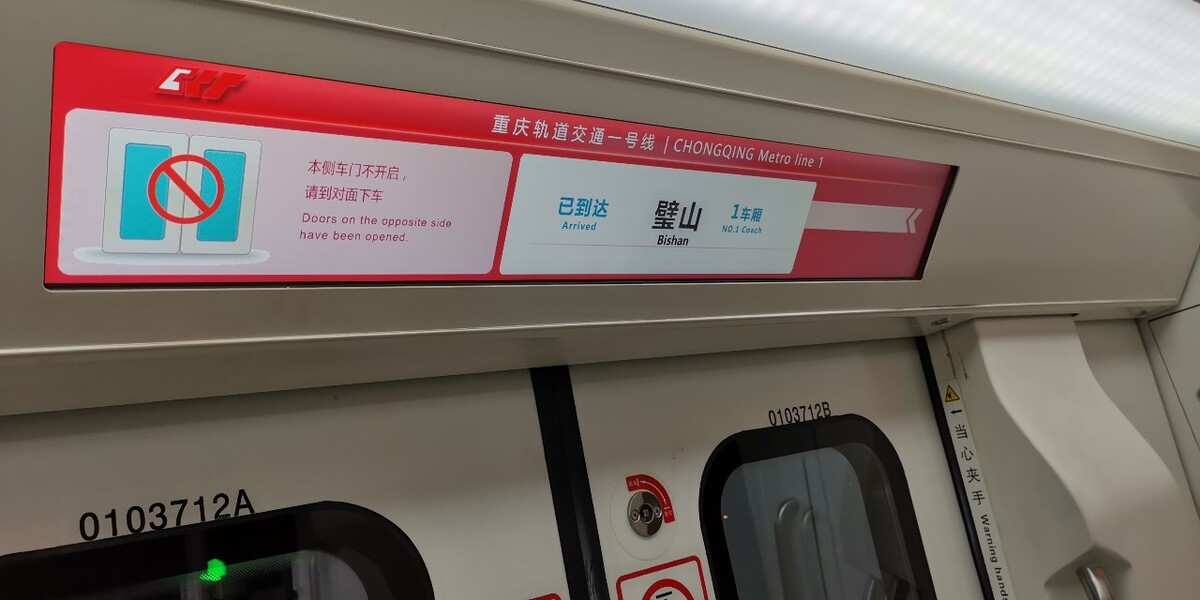 CRT
重庆轨道交通一号线 | CHONGQING Metro line 1
本侧车门不开启,
请到对面下车
Doors on the opposite side
have been opened.
已到达
Arrived
璧山
Bishan
1车厢
NO.1 Coach
0103712A
0103712B
当心夹手 Warning hands